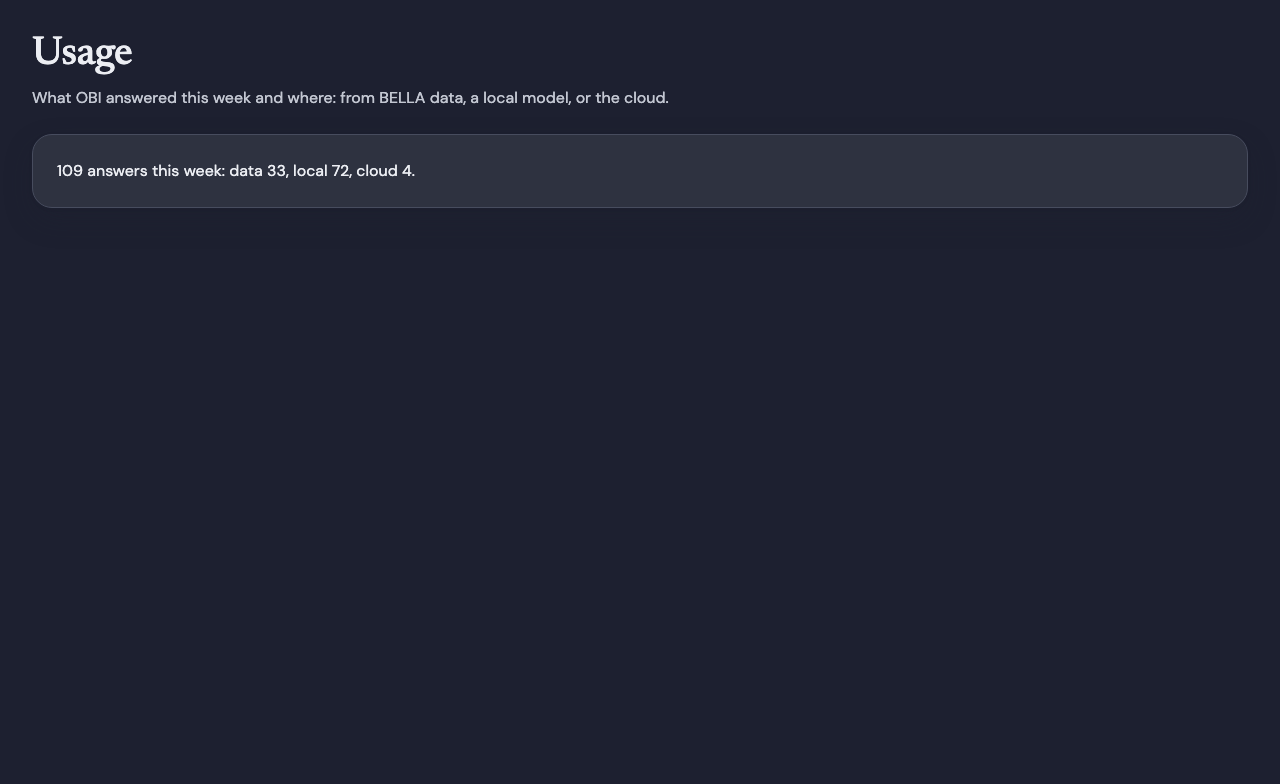 Usage
What OBI answered this week and where: from BELLA data, a local model, or the cloud.
109 answers this week: data 33, local 72, cloud 4.